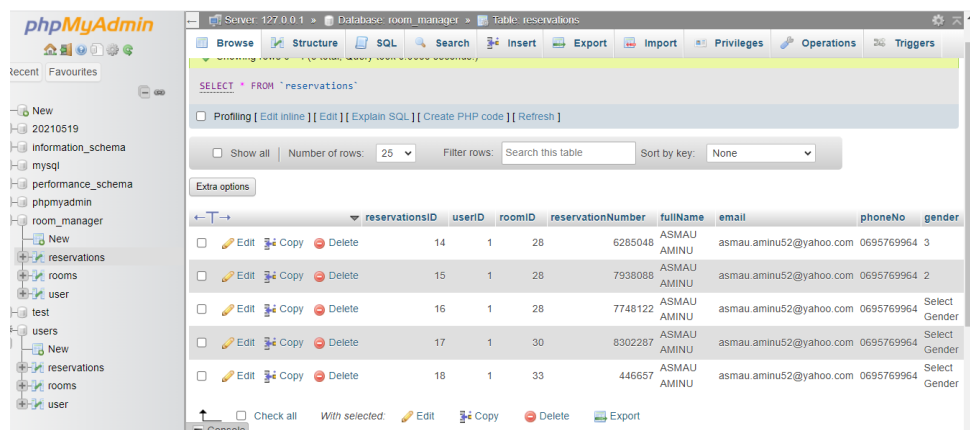 phpMyAdmin
Recent Favourites
New
20210519
information_schema
mysql
performance_schema
phpmyadmin
room_manager
New
reservations
rooms
user
test
users
New
reservations
rooms
user
Server: 127.0.0.1 » Database: room_manager » Table: reservations
Browse Structure SQL Search Insert Export Import Privileges Operations Triggers
SELECT * FROM `reservations`
Profiling [ Edit inline ] [ Edit ] [ Explain SQL ] [ Create PHP code ] [ Refresh ]
Show all Number of rows: 25 Filter rows: Search this table Sort by key: None
Extra options
reservationsID userID roomID reservationNumber fullName email phoneNo gender
Edit Copy Delete 14 1 28 6285048 ASMAU AMINU asmau.aminu52@yahoo.com 0695769964 3
Edit Copy Delete 15 1 28 7938088 ASMAU AMINU asmau.aminu52@yahoo.com 0695769964 2
Edit Copy Delete 16 1 28 7748122 ASMAU AMINU asmau.aminu52@yahoo.com 0695769964 Select Gender
Edit Copy Delete 17 1 30 8302287 ASMAU AMINU asmau.aminu52@yahoo.com 0695769964 Select Gender
Edit Copy Delete 18 1 33 446657 ASMAU AMINU asmau.aminu52@yahoo.com 0695769964 Select Gender
Check all With selected: Edit Copy Delete Export
Console